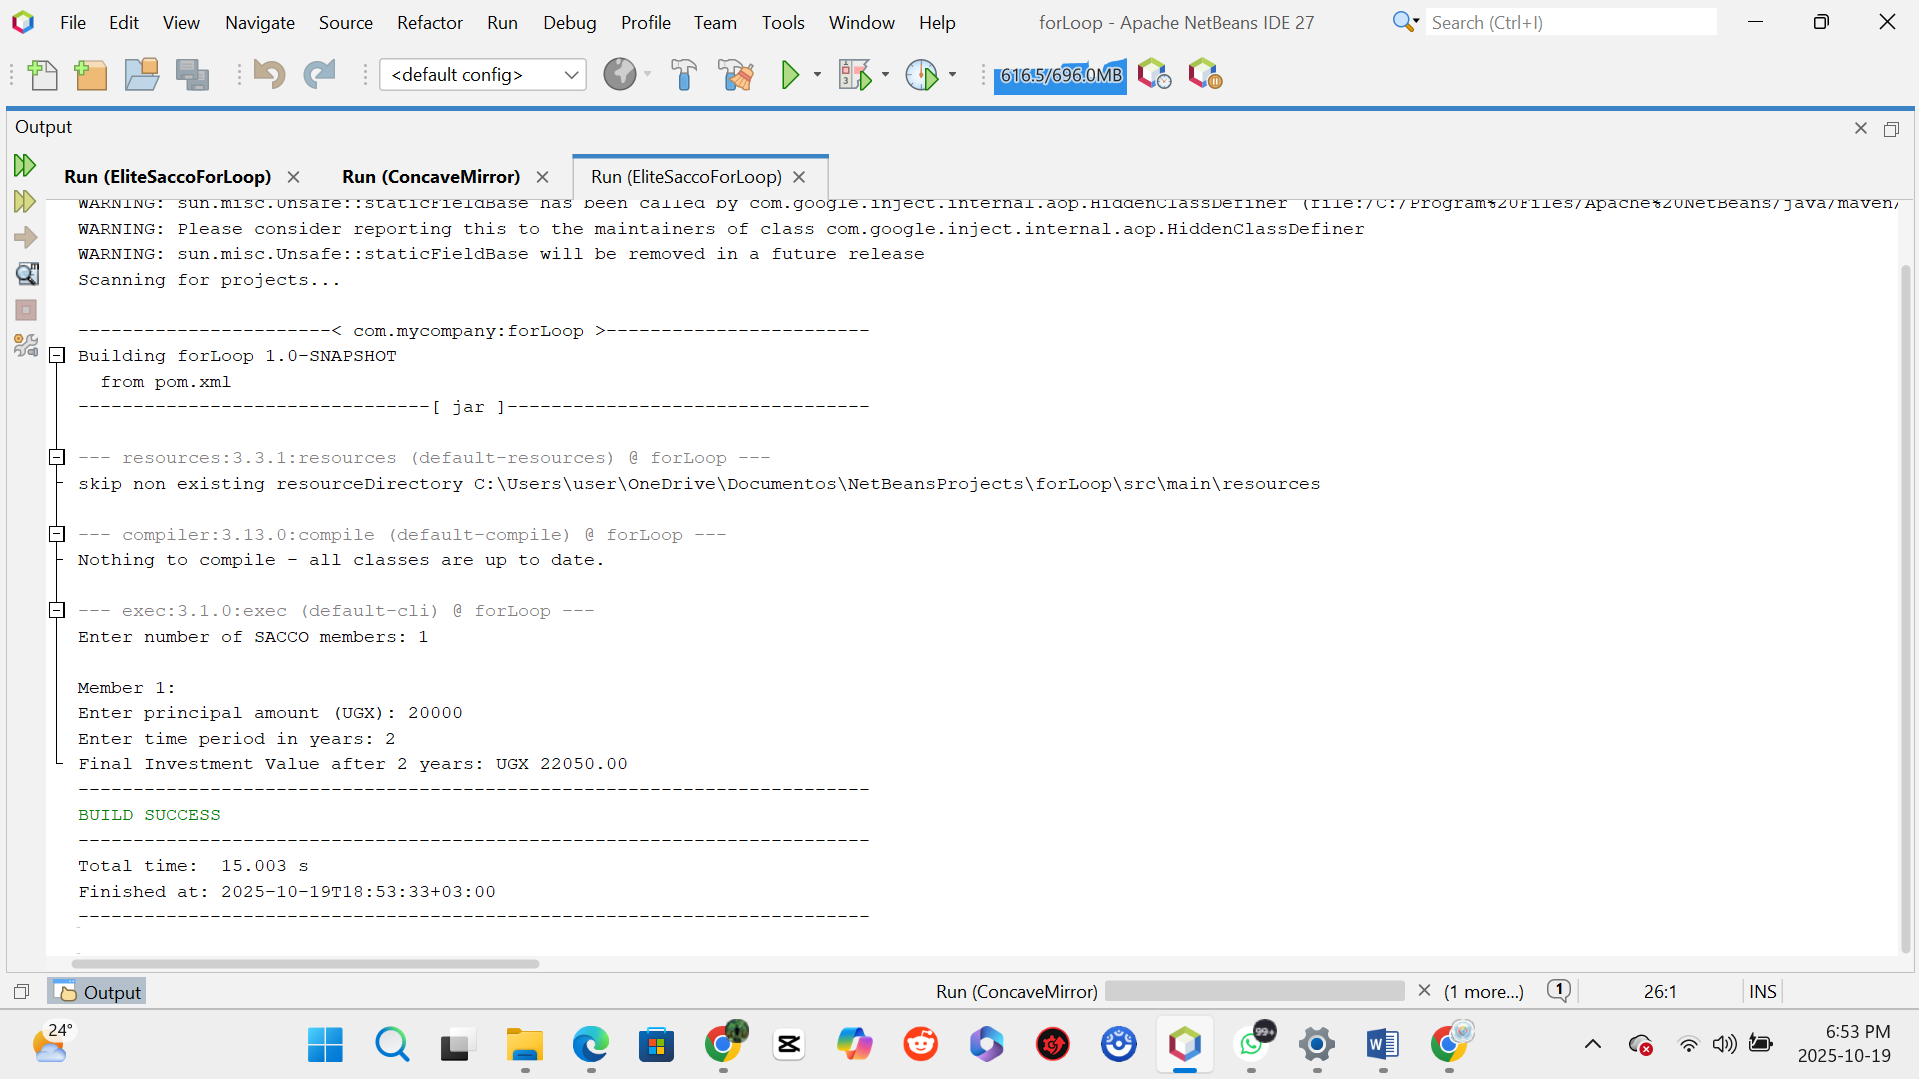 File Edit View Navigate Source Refactor Run Debug Profile Team Tools Window Help
forLoop - Apache NetBeans IDE 27
Search (Ctrl+I)
<default config>
616.5/696.0MB
Output
Run (EliteSaccoForLoop)
Run (ConcaveMirror)
Run (EliteSaccoForLoop)
WARNING: sun.misc.Unsafe::staticFieldBase has been called by com.google.inject.internal.aop.HiddenClassDefiner (file:/C:/Program%20Files/Apache%20NetBeans/java/maven/
WARNING: Please consider reporting this to the maintainers of class com.google.inject.internal.aop.HiddenClassDefiner
WARNING: sun.misc.Unsafe::staticFieldBase will be removed in a future release
Scanning for projects...
-----------------------< com.mycompany:forLoop >------------------------
Building forLoop 1.0-SNAPSHOT
from pom.xml
--------------------------------[ jar ]---------------------------------
--- resources:3.3.1:resources (default-resources) @ forLoop ---
skip non existing resourceDirectory C:\Users\user\OneDrive\Documentos\NetBeansProjects\forLoop\src\main\resources
--- compiler:3.13.0:compile (default-compile) @ forLoop ---
Nothing to compile - all classes are up to date.
--- exec:3.1.0:exec (default-cli) @ forLoop ---
Enter number of SACCO members: 1
Member 1:
Enter principal amount (UGX): 20000
Enter time period in years: 2
Final Investment Value after 2 years: UGX 22050.00
------------------------------------------------------------------------
BUILD SUCCESS
------------------------------------------------------------------------
Total time:  15.003 s
Finished at: 2025-10-19T18:53:33+03:00
------------------------------------------------------------------------
Output
Run (ConcaveMirror)
(1 more...)
1
26:1
INS
24°
99+
6:53 PM
2025-10-19